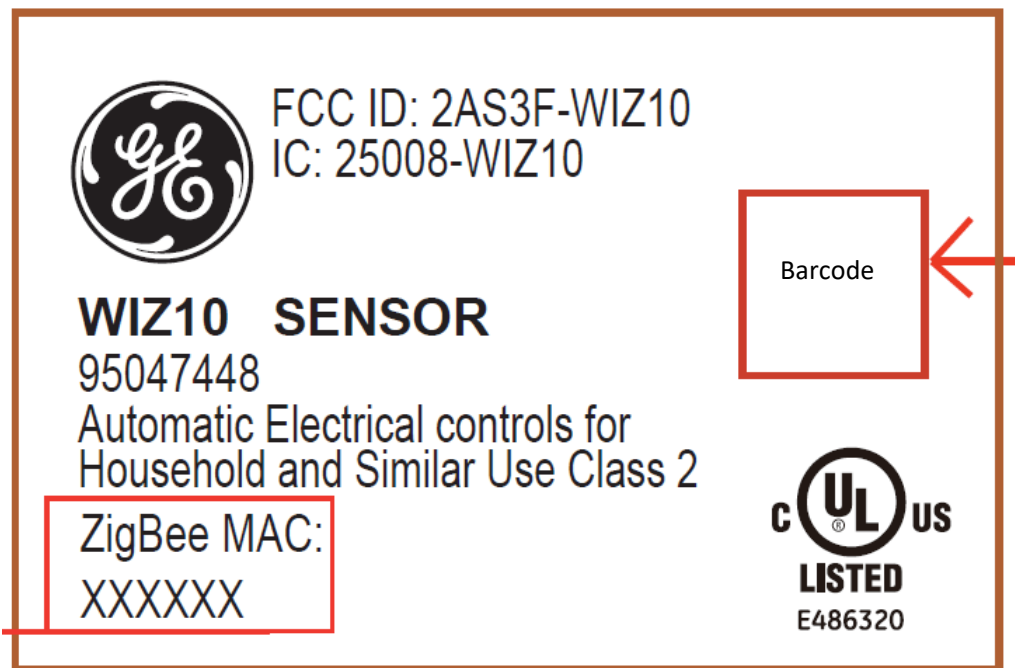 GE
FCC ID: 2AS3F-WIZ10
IC: 25008-WIZ10
Barcode
WIZ10 SENSOR
95047448
Automatic Electrical controls for
Household and Similar Use Class 2
ZigBee MAC:
XXXXXX
C UL ® US
LISTED
E486320